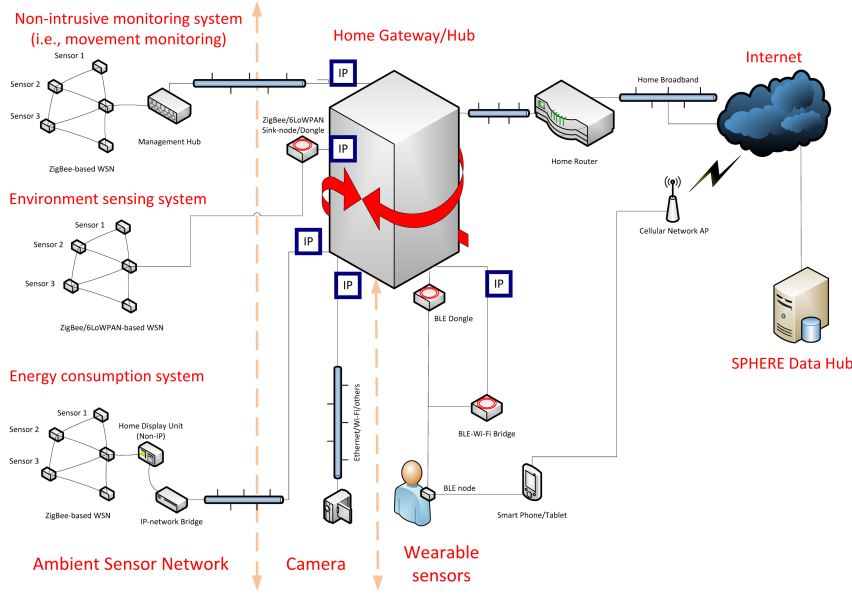 Non-intrusive monitoring system
(i.e., movement monitoring)
Sensor 1
Sensor 2
Sensor 3
Management Hub
ZigBee-based WSN
Home Gateway/Hub
IP
ZigBee/6LoWPAN
Sink-node/Dongle
IP
Home Router
Home Broadband
Internet
Cellular Network AP
SPHERE Data Hub
Environment sensing system
Sensor 1
Sensor 2
Sensor 3
ZigBee/6LoWPAN-based WSN
IP
IP
IP
BLE Dongle
BLE-Wi-Fi Bridge
Energy consumption system
Sensor 1
Sensor 2
Sensor 3
Home Display Unit
(Non-IP)
ZigBee-based WSN
IP-network Bridge
Ethernet/Wi-Fi/others
BLE node
Smart Phone/Tablet
Ambient Sensor Network
Camera
Wearable
sensors